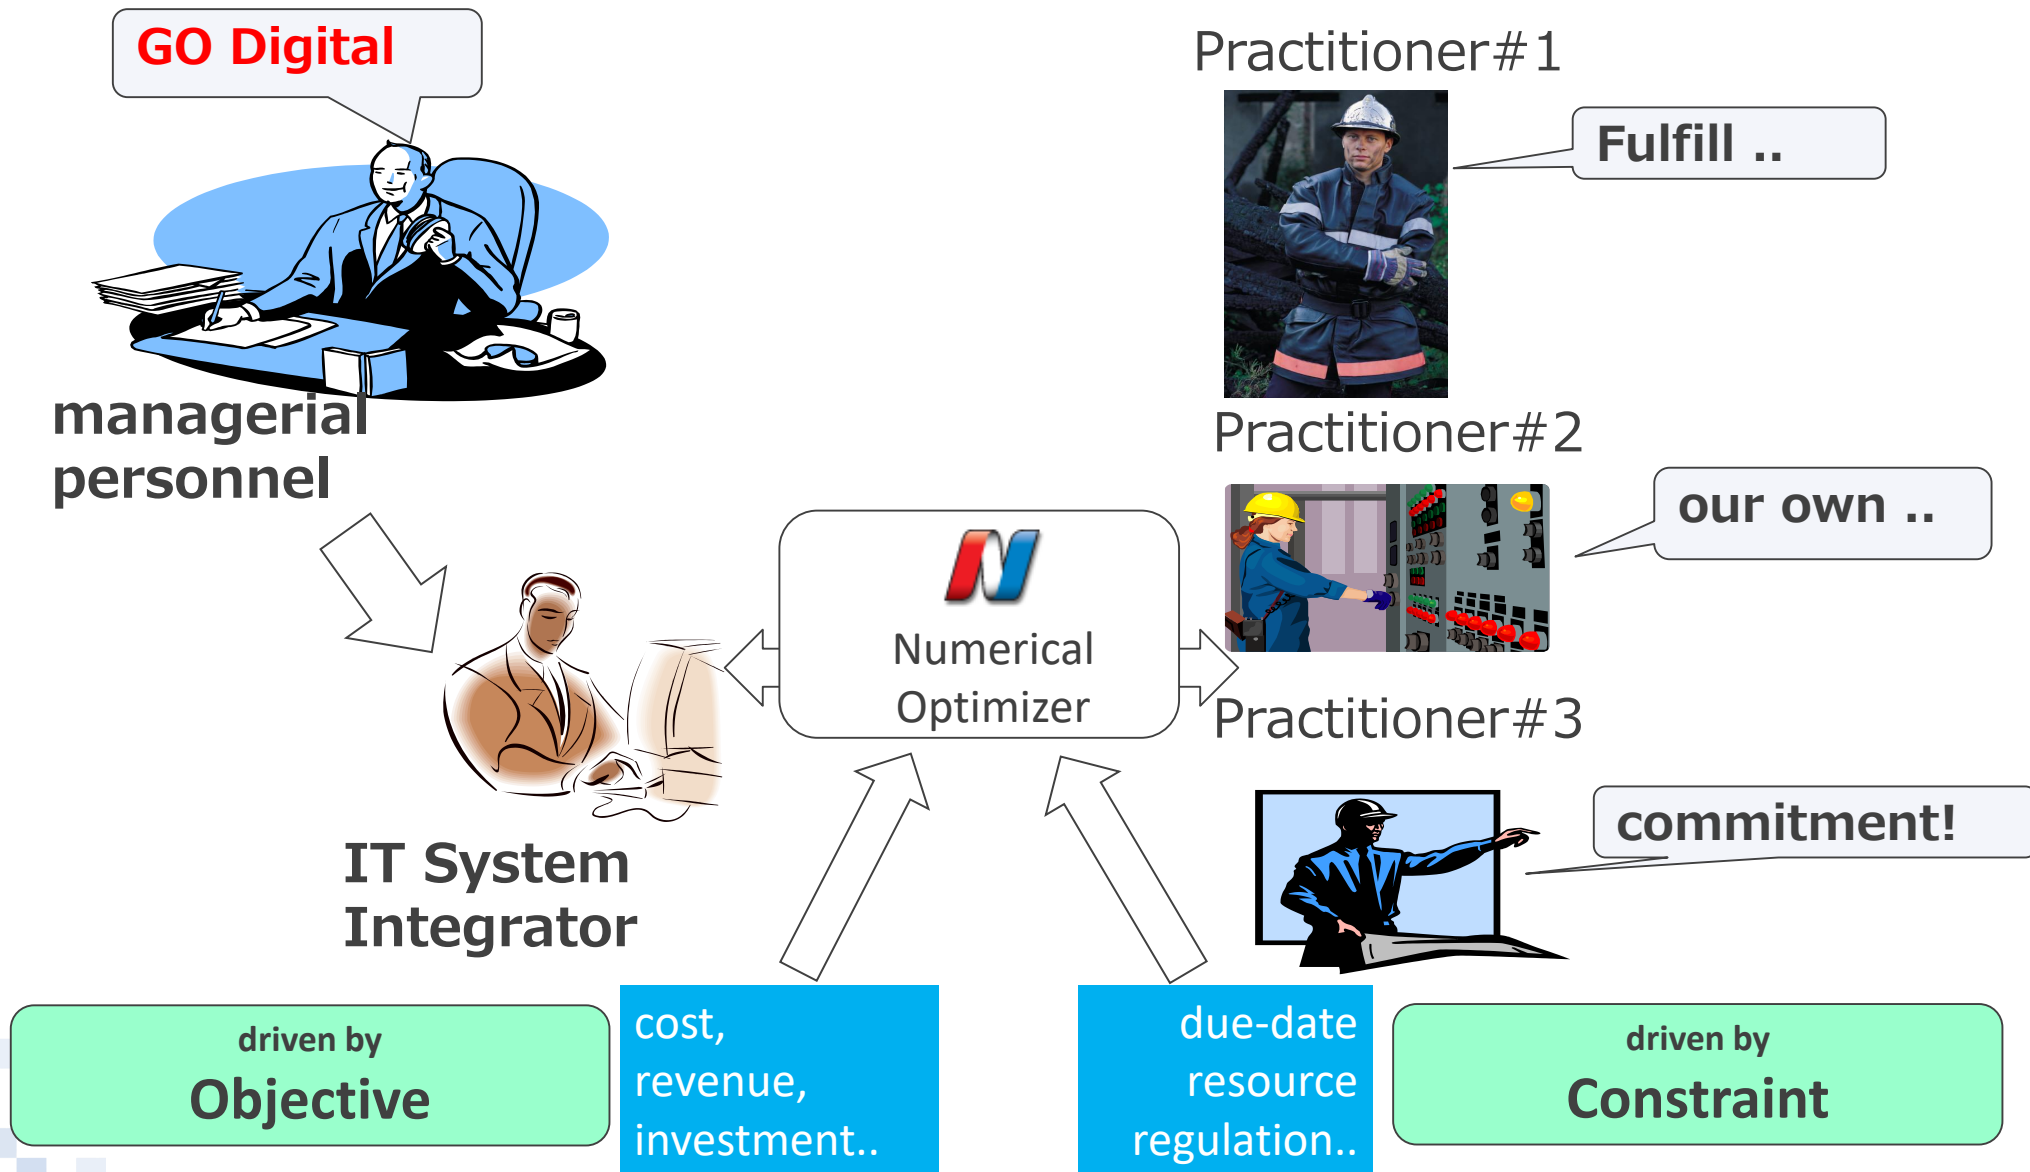 GO Digital
managerial
personnel
IT System
Integrator
Numerical
Optimizer
Practitioner#1
Fulfill ..
Practitioner#2
our own ..
Practitioner#3
commitment!
driven by
Objective
cost,
revenue,
investment..
due-date
resource
regulation..
driven by
Constraint